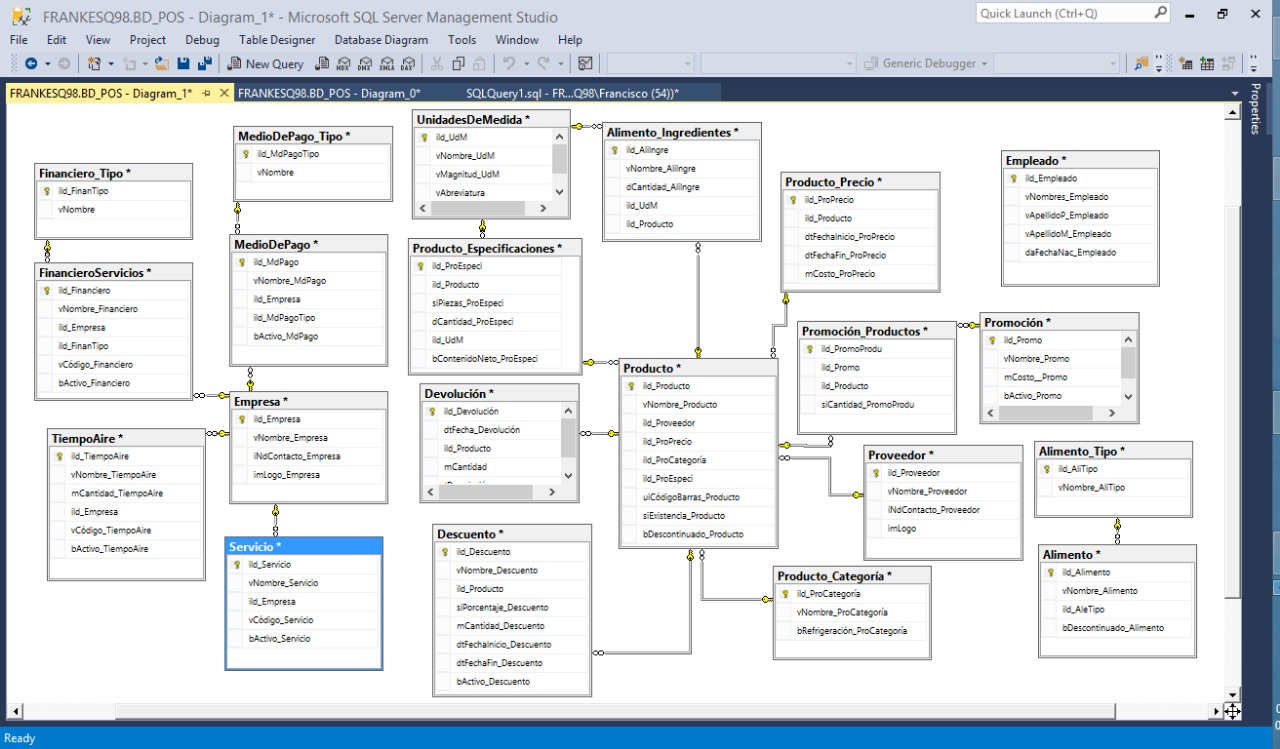 FRANKESQ98.BD_POS - Diagram_1* - Microsoft SQL Server Management Studio
Quick Launch (Ctrl+Q)
File Edit View Project Debug Table Designer Database Diagram Tools Window Help
New Query
MDX DMX XMLA DAX
Generic Debugger
FRANKESQ98.BD_POS - Diagram_1*
FRANKESQ98.BD_POS - Diagram_0*
SQLQuery1.sql - FR...Q98\Francisco (54))*
Properties
Financiero_Tipo *
iId_FinanTipo
vNombre
FinancieroServicios *
iId_Financiero
vNombre_Financiero
iId_Empresa
iId_FinanTipo
vCódigo_Financiero
bActivo_Financiero
TiempoAire *
iId_TiempoAire
vNombre_TiempoAire
mCantidad_TiempoAire
iId_Empresa
vCódigo_TiempoAire
bActivo_TiempoAire
MedioDePago_Tipo *
iId_MdPagoTipo
vNombre
MedioDePago *
iId_MdPago
vNombre_MdPago
iId_Empresa
iId_MdPagoTipo
bActivo_MdPago
Empresa *
iId_Empresa
vNombre_Empresa
iNdContacto_Empresa
imLogo_Empresa
Servicio *
iId_Servicio
vNombre_Servicio
iId_Empresa
vCódigo_Servicio
bActivo_Servicio
UnidadesDeMedida *
iId_UdM
vNombre_UdM
vMagnitud_UdM
vAbreviatura
Producto_Especificaciones *
iId_ProEspeci
iId_Producto
siPiezas_ProEspeci
dCantidad_ProEspeci
iId_UdM
bContenidoNeto_ProEspeci
Devolución *
iId_Devolución
dtFecha_Devolución
iId_Producto
mCantidad
Descuento *
iId_Descuento
vNombre_Descuento
iId_Producto
siPorcentaje_Descuento
mCantidad_Descuento
dtFechaInicio_Descuento
dtFechaFin_Descuento
bActivo_Descuento
Alimento_Ingredientes *
iId_AliIngre
vNombre_AliIngre
dCantidad_AliIngre
iId_UdM
iId_Producto
Producto *
iId_Producto
vNombre_Producto
iId_Proveedor
iId_ProPrecio
iId_ProCategoría
iId_ProEspeci
uiCódigoBarras_Producto
siExistencia_Producto
bDescontinuado_Producto
Producto_Precio *
iId_ProPrecio
iId_Producto
dtFechaInicio_ProPrecio
dtFechaFin_ProPrecio
mCosto_ProPrecio
Promoción_Productos *
iId_PromoProdu
iId_Promo
iId_Producto
siCantidad_PromoProdu
Proveedor *
iId_Proveedor
vNombre_Proveedor
iNdContacto_Proveedor
imLogo
Producto_Categoría *
iId_ProCategoría
vNombre_ProCategoría
bRefrigeración_ProCategoría
Empleado *
iId_Empleado
vNombres_Empleado
vApellidoP_Empleado
vApellidoM_Empleado
daFechaNac_Empleado
Promoción *
iId_Promo
vNombre_Promo
mCosto__Promo
bActivo_Promo
Alimento_Tipo *
iId_AliTipo
vNombre_AliTipo
Alimento *
iId_Alimento
vNombre_Alimento
iId_AleTipo
bDescontinuado_Alimento
Ready